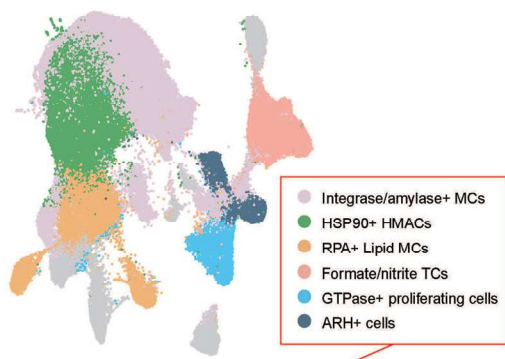 Integrase/amylase+ MCs
HSP90+ HMACs
RPA+ Lipid MCs
Formate/nitrite TCs
GTPase+ proliferating cells
ARH+ cells